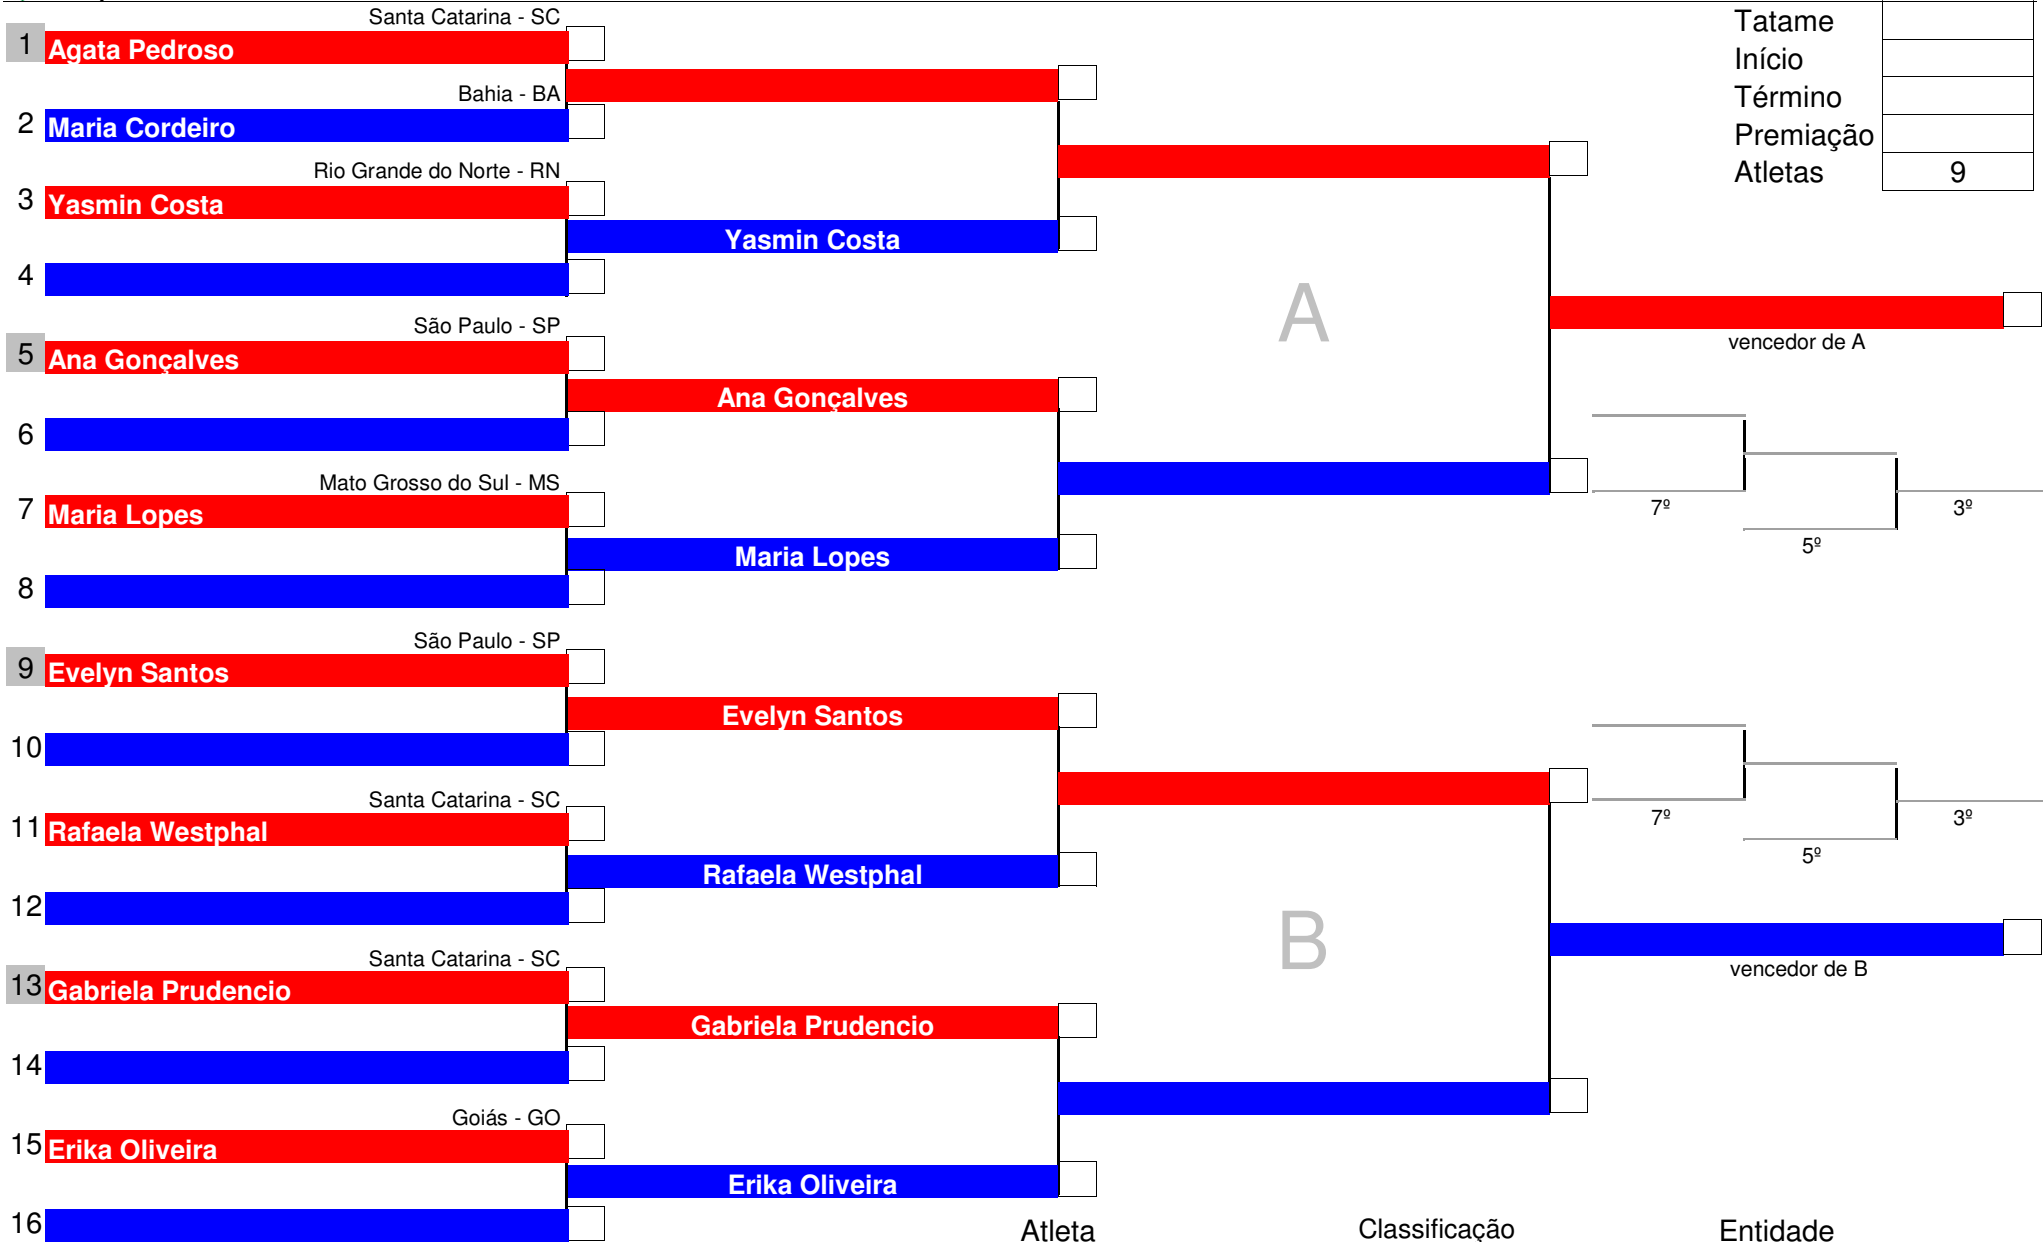 Santa Catarina - SC
1 Agata Pedroso
Bahia - BA
2 Maria Cordeiro
Rio Grande do Norte - RN
3 Yasmin Costa
Yasmin Costa
4
São Paulo - SP
5 Ana Gonçalves
Ana Gonçalves
6
Mato Grosso do Sul - MS
7 Maria Lopes
Maria Lopes
8
São Paulo - SP
9 Evelyn Santos
Evelyn Santos
10
Santa Catarina - SC
11 Rafaela Westphal
Rafaela Westphal
12
Santa Catarina - SC
13 Gabriela Prudencio
Gabriela Prudencio
14
Goiás - GO
15 Erika Oliveira
Erika Oliveira
16
A
B
Tatame
Início
Término
Premiação
Atletas 9
vencedor de A
7º
3º
5º
7º
3º
5º
vencedor de B
Atleta Classificação Entidade